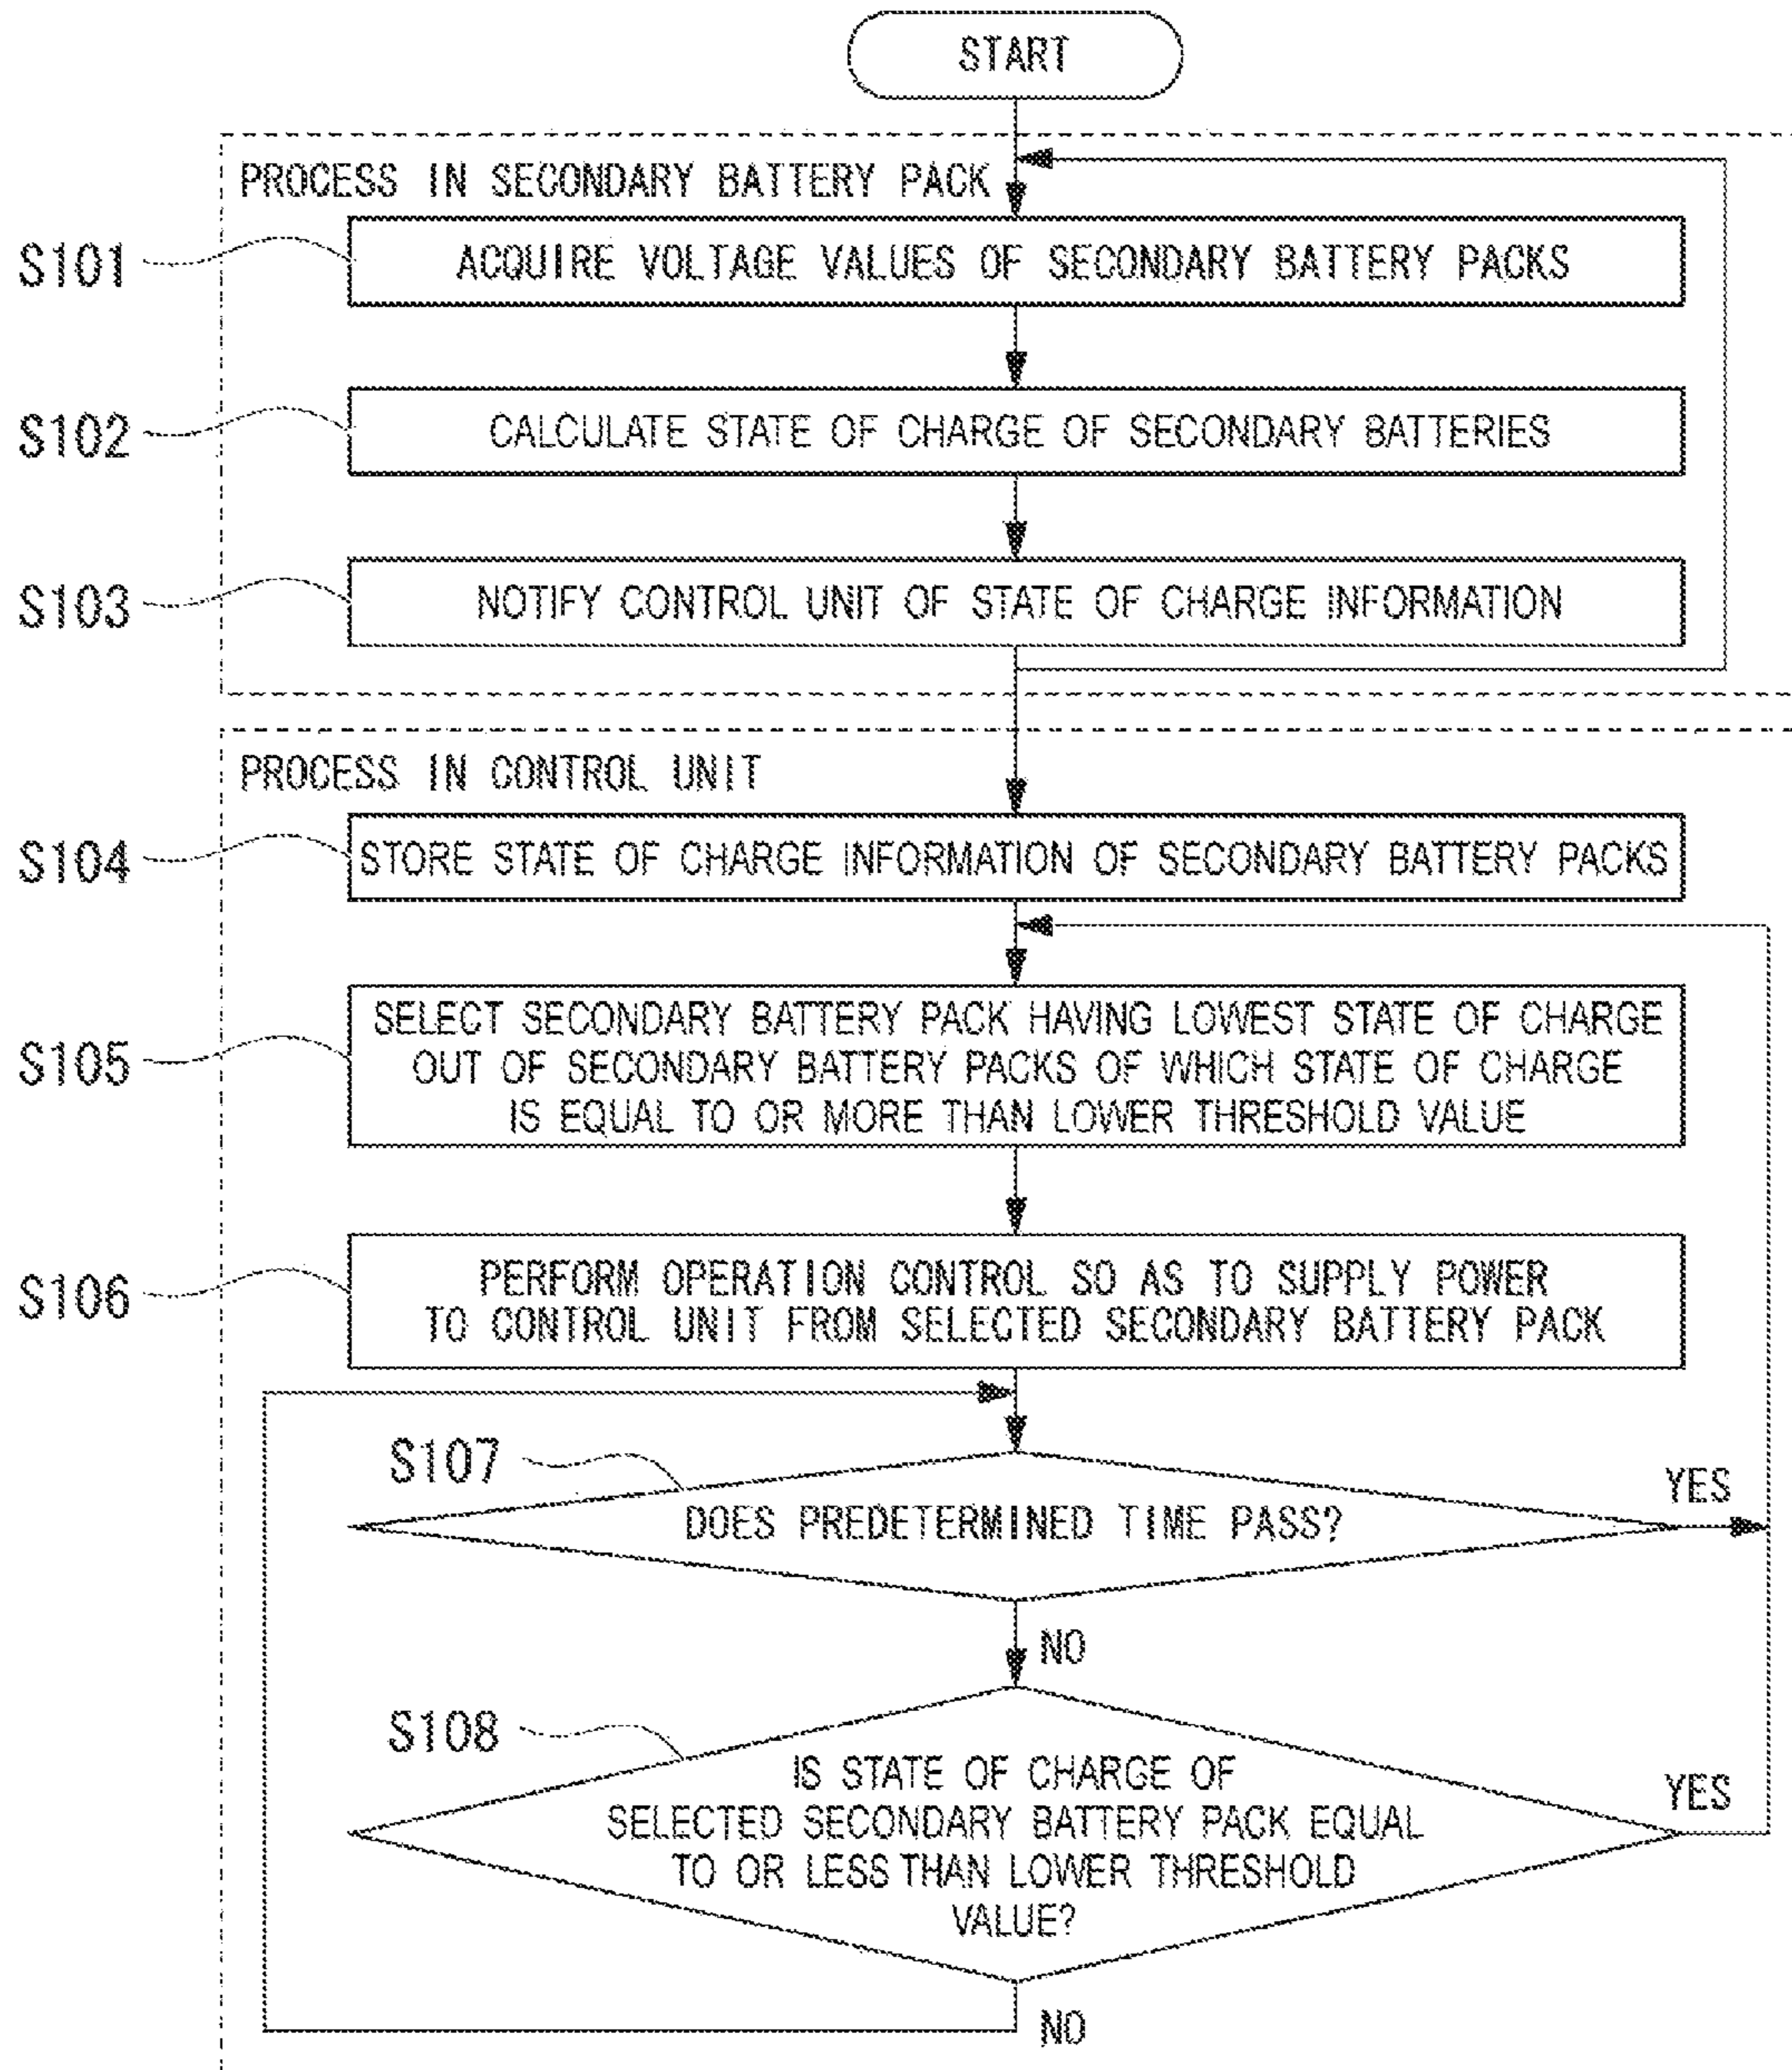 START
PROCESS IN SECONDARY BATTERY PACK
S101
ACQUIRE VOLTAGE VALUES OF SECONDARY BATTERY PACKS
S102
CALCULATE STATE OF CHARGE OF SECONDARY BATTERIES
S103
NOTIFY CONTROL UNIT OF STATE OF CHARGE INFORMATION
PROCESS IN CONTROL UNIT
S104
STORE STATE OF CHARGE INFORMATION OF SECONDARY BATTERY PACKS
S105
SELECT SECONDARY BATTERY PACK HAVING LOWEST STATE OF CHARGE
OUT OF SECONDARY BATTERY PACKS OF WHICH STATE OF CHARGE
IS EQUAL TO OR MORE THAN LOWER THRESHOLD VALUE
S106
PERFORM OPERATION CONTROL SO AS TO SUPPLY POWER
TO CONTROL UNIT FROM SELECTED SECONDARY BATTERY PACK
S107
DOES PREDETERMINED TIME PASS?
YES
NO
S108
IS STATE OF CHARGE OF
SELECTED SECONDARY BATTERY PACK EQUAL
TO OR LESS THAN LOWER THRESHOLD
VALUE?
YES
NO